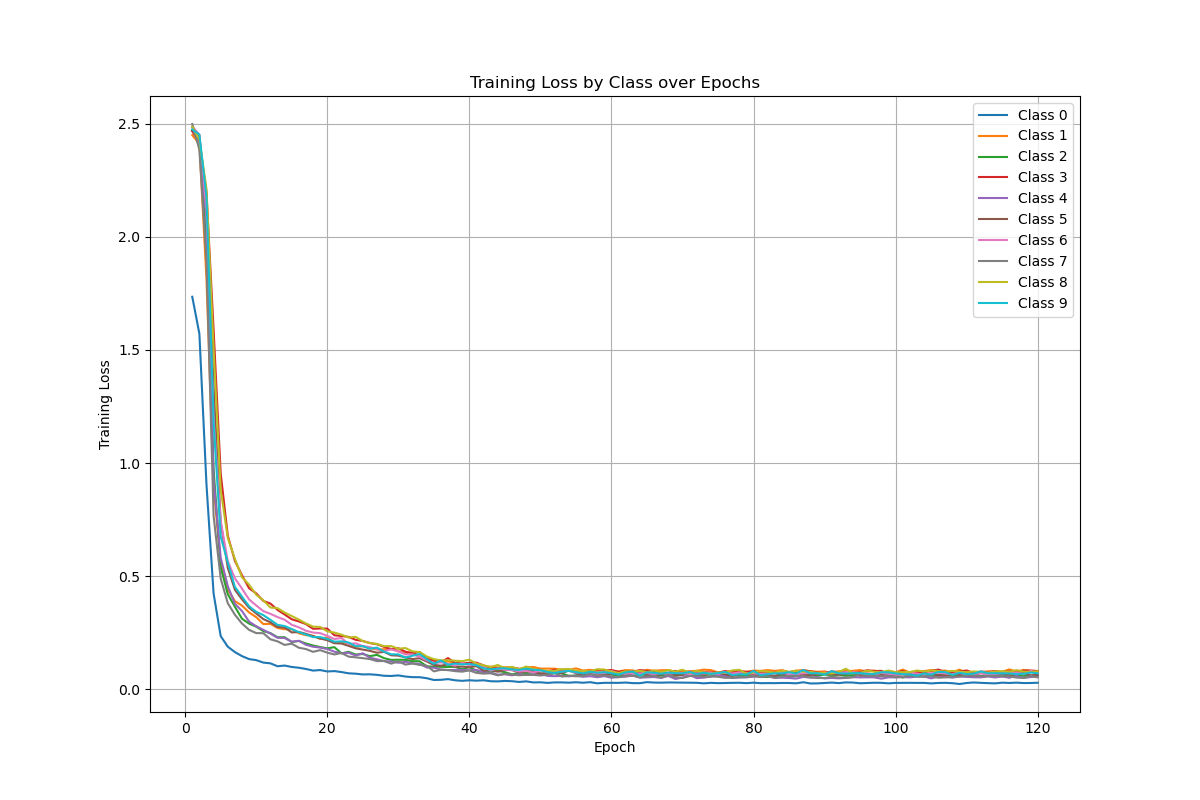 Training Loss by Class over Epochs
2.5
2.0
1.5
1.0
0.5
0.0
Training Loss
0
20
40
60
80
100
120
Epoch
Class 0
Class 1
Class 2
Class 3
Class 4
Class 5
Class 6
Class 7
Class 8
Class 9